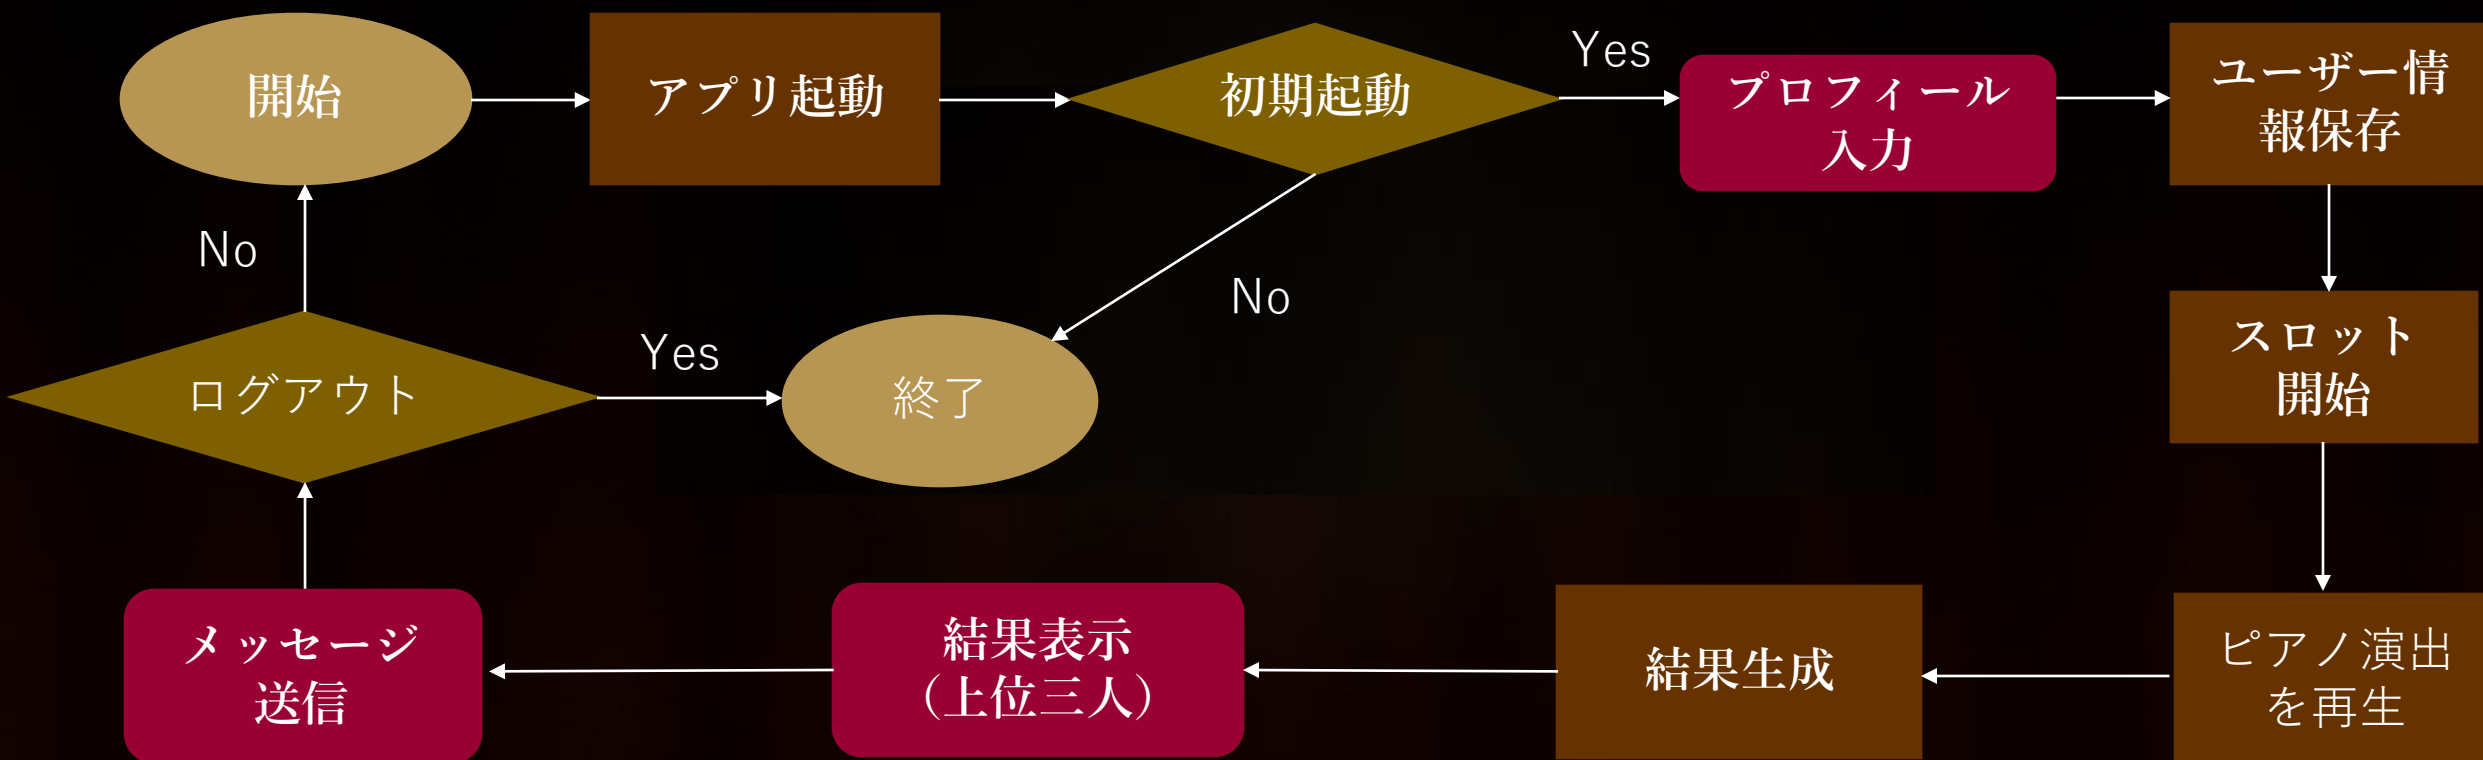 開始
アプリ起動
初期起動
Yes
プロフィール
入力
ユーザー情
報保存
No
No
スロット
開始
ログアウト
Yes
終了
メッセージ
送信
結果表示
（上位三人）
結果生成
ピアノ演出
を再生